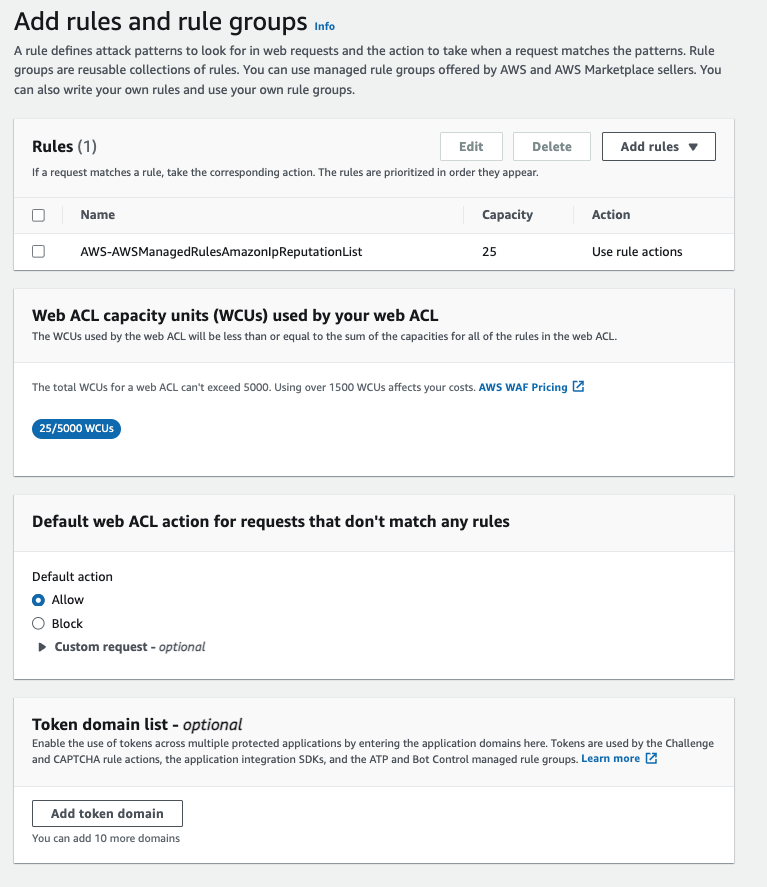 Add rules and rule groups Info
A rule defines attack patterns to look for in web requests and the action to take when a request matches the patterns. Rule
groups are reusable collections of rules. You can use managed rule groups offered by AWS and AWS Marketplace sellers. You
can also write your own rules and use your own rule groups.
Rules (1) Edit Delete Add rules
If a request matches a rule, take the corresponding action. The rules are prioritized in order they appear.
Name Capacity Action
AWS-AWSManagedRulesAmazonIpReputationList 25 Use rule actions
Web ACL capacity units (WCUs) used by your web ACL
The WCUs used by the web ACL will be less than or equal to the sum of the capacities for all of the rules in the web ACL.
The total WCUs for a web ACL can't exceed 5000. Using over 1500 WCUs affects your costs. AWS WAF Pricing
25/5000 WCUs
Default web ACL action for requests that don't match any rules
Default action
Allow
Block
Custom request - optional
Token domain list - optional
Enable the use of tokens across multiple protected applications by entering the application domains here. Tokens are used by the Challenge
and CAPTCHA rule actions, the application integration SDKs, and the ATP and Bot Control managed rule groups. Learn more
Add token domain
You can add 10 more domains